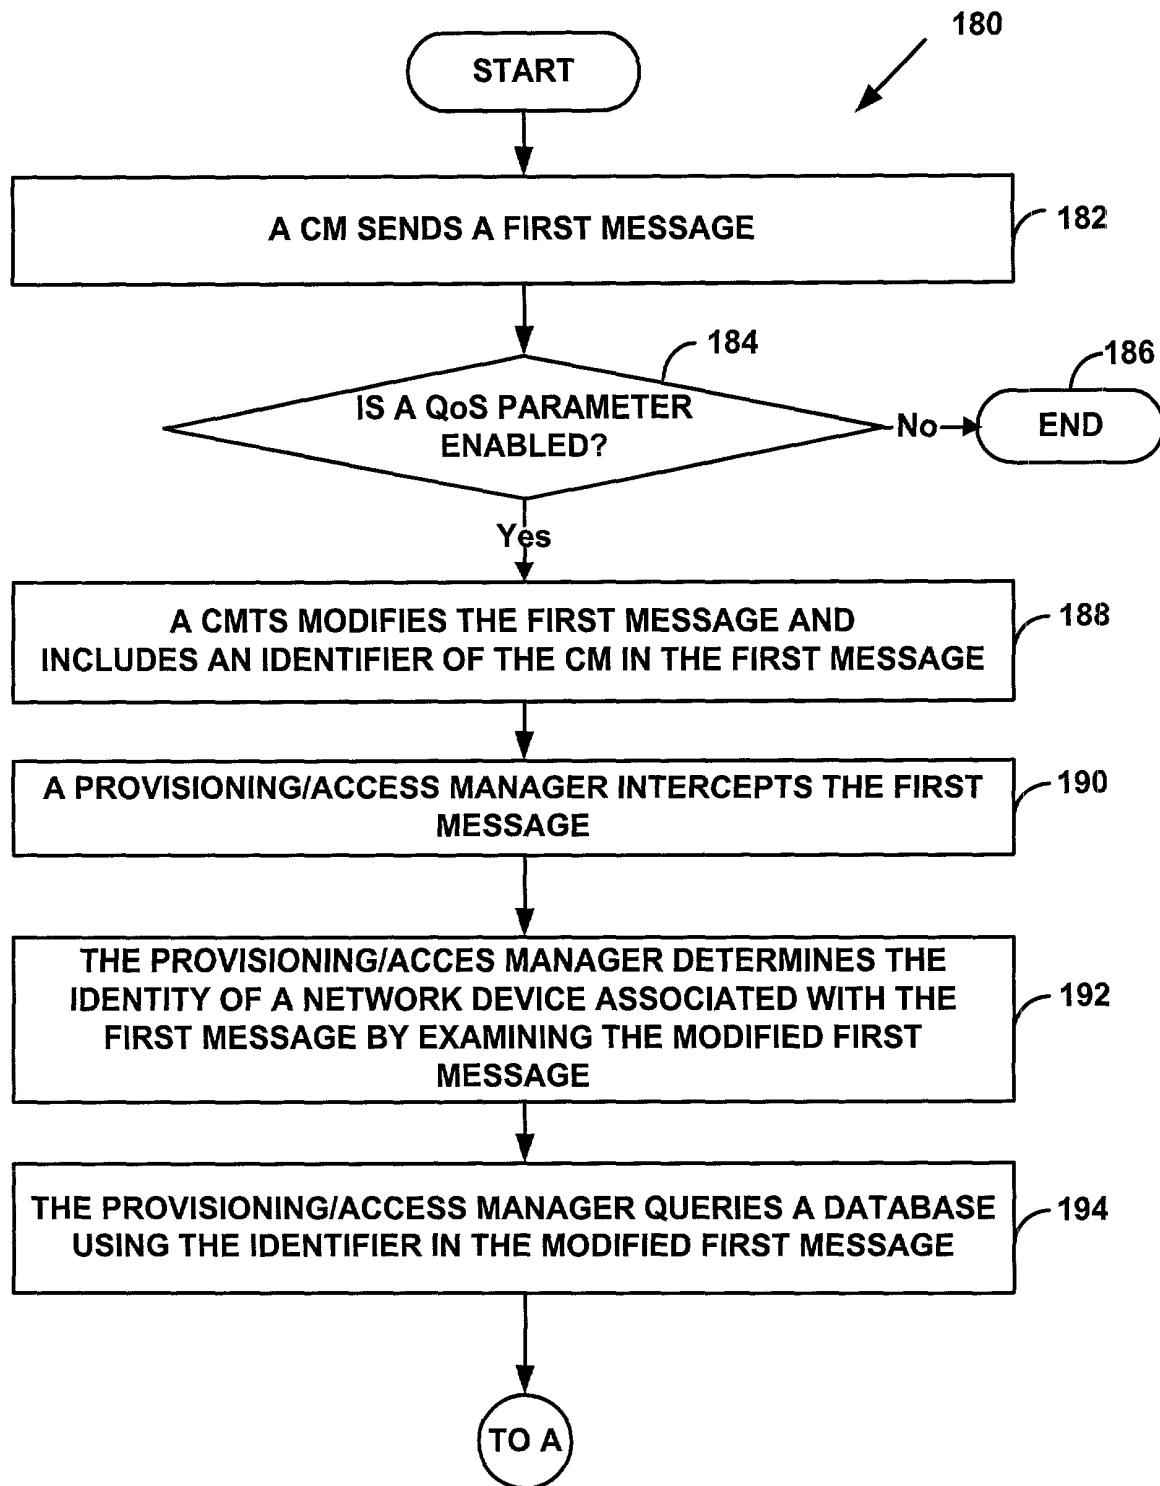 180
START
A CM SENDS A FIRST MESSAGE
182
184
186
IS A QoS PARAMETER
ENABLED?
No
END
Yes
A CMTS MODIFIES THE FIRST MESSAGE AND
INCLUDES AN IDENTIFIER OF THE CM IN THE FIRST MESSAGE
188
A PROVISIONING/ACCESS MANAGER INTERCEPTS THE FIRST
MESSAGE
190
THE PROVISIONING/ACCES MANAGER DETERMINES THE
IDENTITY OF A NETWORK DEVICE ASSOCIATED WITH THE
FIRST MESSAGE BY EXAMINING THE MODIFIED FIRST
MESSAGE
192
THE PROVISIONING/ACCESS MANAGER QUERIES A DATABASE
USING THE IDENTIFIER IN THE MODIFIED FIRST MESSAGE
194
TO A